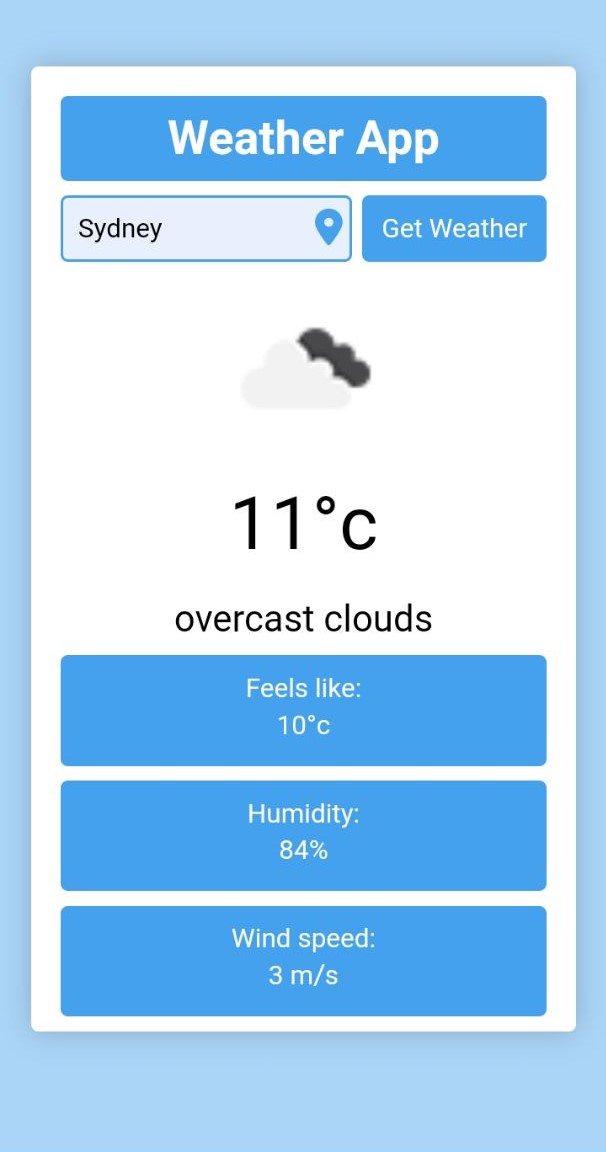 Weather App
Sydney
Get Weather
11°c
overcast clouds
Feels like:
10°c
Humidity:
84%
Wind speed:
3 m/s